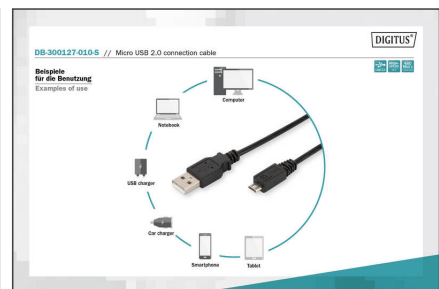 DIGITUS®
DB-300127-010-S // Micro USB 2.0 connection cable
Beispiele
für die Benutzung
Examples of use
Computer
Notebook
USB charger
Car charger
Smartphone
Tablet